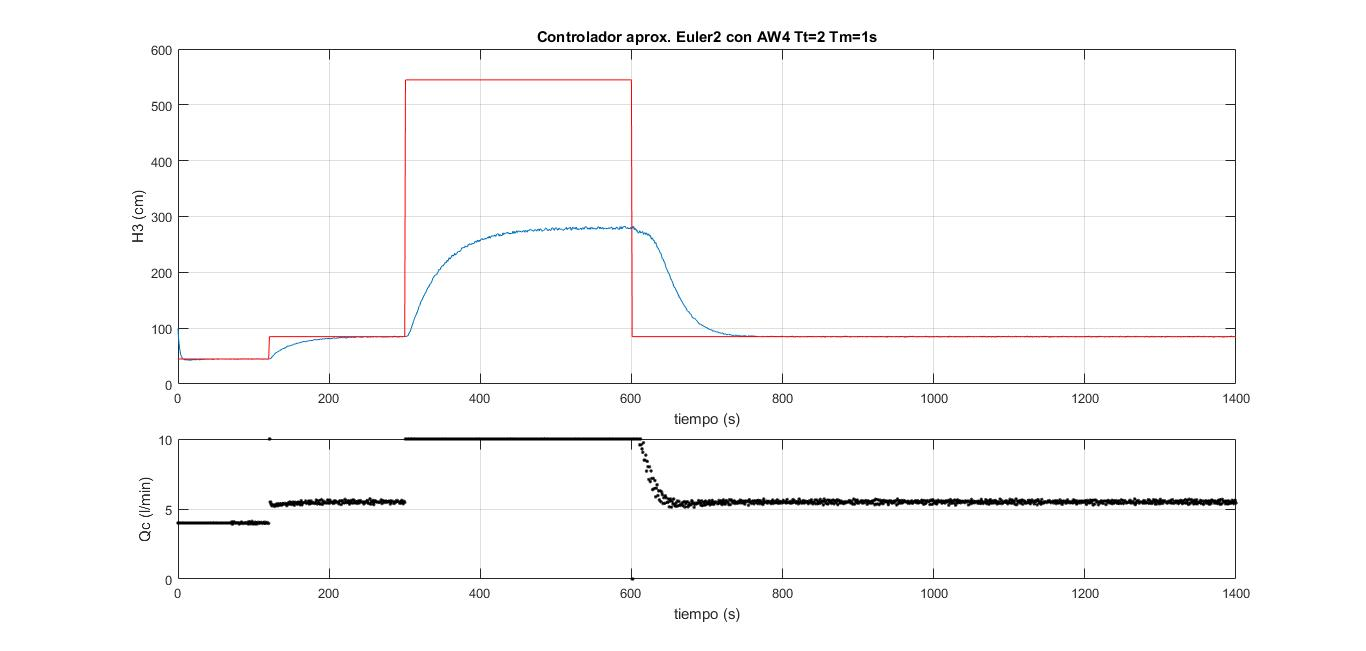 Controlador aprox. Euler2 con AW4 Tt=2 Tm=1s
600
500
400
300
200
100
0
H3 (cm)
0 200 400 600 800 1000 1200 1400
tiempo (s)
10
5
0
Qc (l/min)
0 200 400 600 800 1000 1200 1400
tiempo (s)